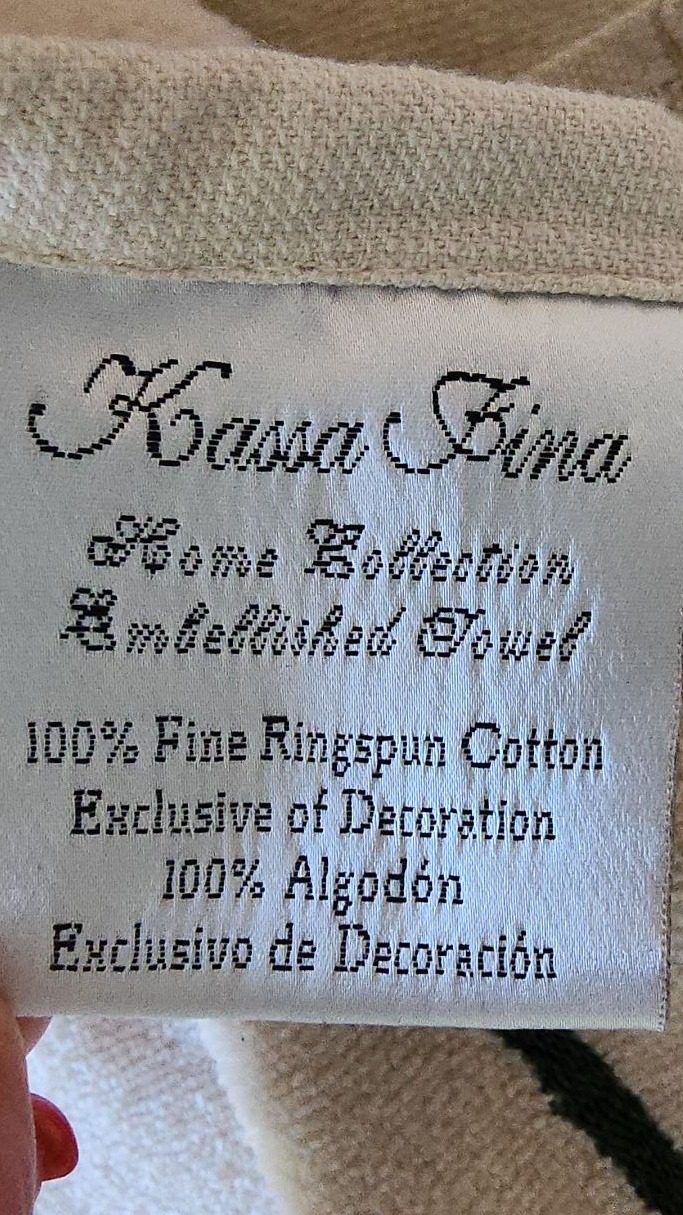 Kassa Fina
Home Collection
Embellished Towel
100% Fine Ringspun Cotton
Exclusive of Decoration
100% Algodón
Exclusivo de Decoración